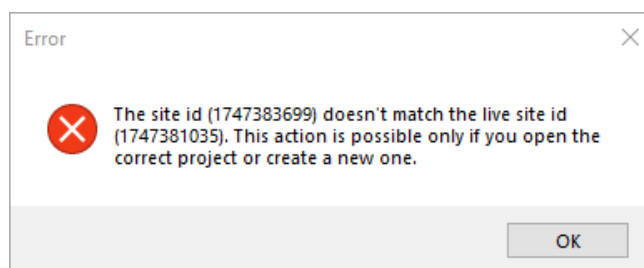 Error
The site id (1747383699) doesn't match the live site id
(1747381035). This action is possible only if you open the
correct project or create a new one.
OK